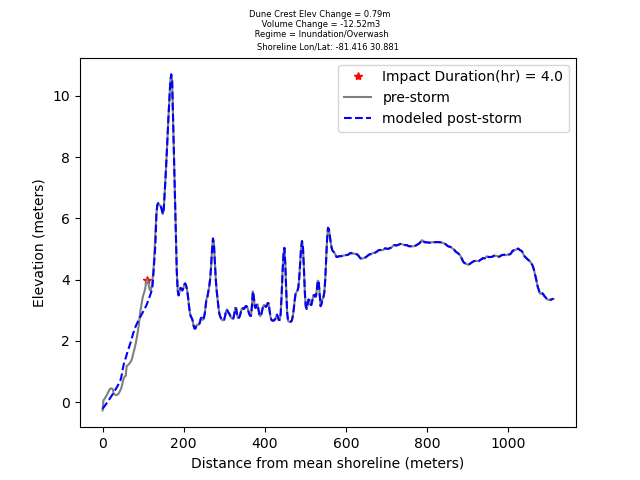 Dune Crest Elev Change = 0.79m
Volume Change = -12.52m3
Regime = Inundation/Overwash
Shoreline Lon/Lat: -81.416 30.881
Impact Duration(hr) = 4.0
pre-storm
modeled post-storm
Elevation (meters)
10
8
6
4
2
0
0 200 400 600 800 1000
Distance from mean shoreline (meters)